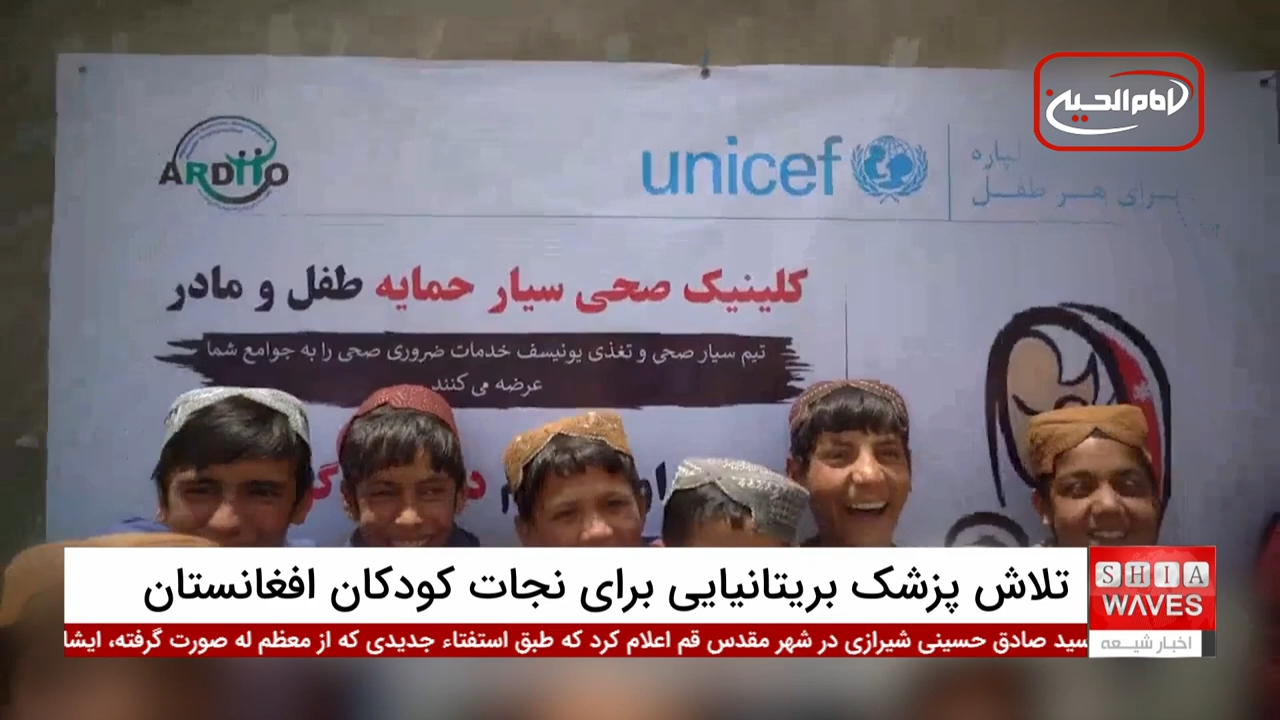 امام الحسین
ARDHO
unicef
لپاره
برای هر طفل
کلینیک صحی سیار حمایه طفل و مادر
تیم سیار صحی و تغذی یونیسف خدمات ضروری صحی را به جوامع شما
عرضه می کنند
تلاش پزشک بریتانیایی برای نجات کودکان افغانستان
SHIA
WAVES
اخبار شیعه
سید صادق حسینی شیرازی در شهر مقدس قم اعلام کرد که طبق استفتاء جدیدی که از معظم له صورت گرفته، ایشا